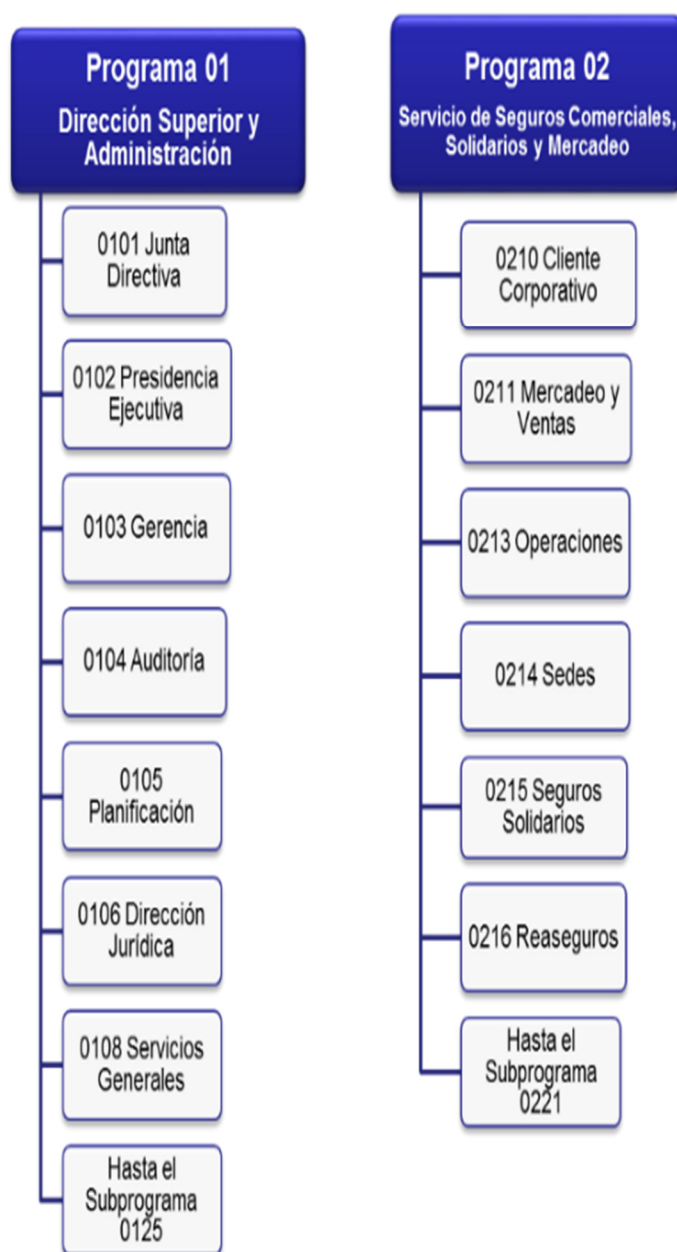 Programa 01
Dirección Superior y
Administración
0101 Junta
Directiva
0102 Presidencia
Ejecutiva
0103 Gerencia
0104 Auditoría
0105
Planificación
0106 Dirección
Jurídica
0108 Servicios
Generales
Hasta el
Subprograma
0125
Programa 02
Servicio de Seguros Comerciales,
Solidarios y Mercadeo
0210 Cliente
Corporativo
0211 Mercadeo y
Ventas
0213 Operaciones
0214 Sedes
0215 Seguros
Solidarios
0216 Reaseguros
Hasta el
Subprograma
0221